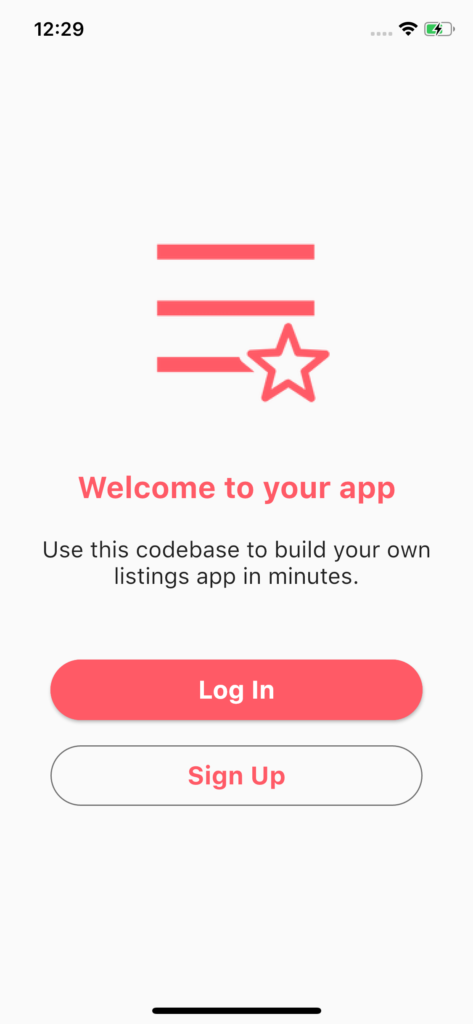 12:29
Welcome to your app
Use this codebase to build your own
listings app in minutes.
Log In
Sign Up